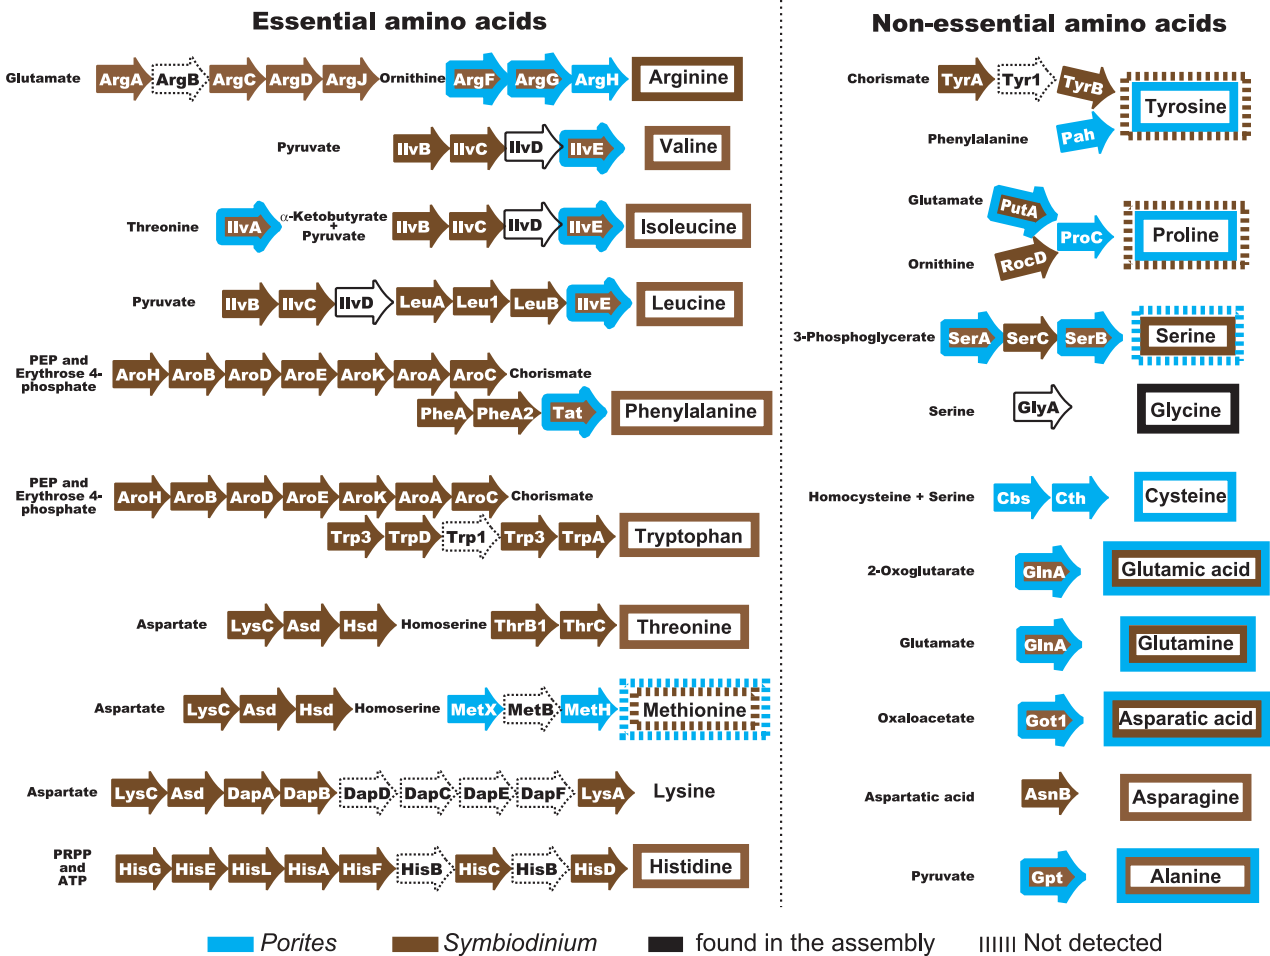 Essential amino acids
Glutamate ArgA ArgB ArgC ArgD ArgJ Ornithine ArgF ArgG ArgH Arginine
Pyruvate IlvB IlvC IlvD IlvE Valine
Threonine IlvA α-Ketobutyrate
+
Pyruvate IlvB IlvC IlvD IlvE Isoleucine
Pyruvate IlvB IlvC IlvD LeuA Leu1 LeuB IlvE Leucine
PEP and
Erythrose 4-
phosphate AroH AroB AroD AroE AroK AroA AroC Chorismate
PheA PheA2 Tat Phenylalanine
PEP and
Erythrose 4-
phosphate AroH AroB AroD AroE AroK AroA AroC Chorismate
Trp3 TrpD Trp1 Trp3 TrpA Tryptophan
Aspartate LysC Asd Hsd Homoserine ThrB1 ThrC Threonine
Aspartate LysC Asd Hsd Homoserine MetX MetB MetH Methionine
Aspartate LysC Asd DapA DapB DapD DapC DapE DapF LysA Lysine
PRPP
and
ATP HisG HisE HisL HisA HisF HisB HisC HisB HisD Histidine
Non-essential amino acids
Chorismate TyrA Tyr1 TyrB Tyrosine
Phenylalanine Pah
Glutamate PutA
ProC Proline
Ornithine RocD
3-Phosphoglycerate SerA SerC SerB Serine
Serine GlyA Glycine
Homocysteine + Serine Cbs Cth Cysteine
2-Oxoglutarate GlnA Glutamic acid
Glutamate GlnA Glutamine
Oxaloacetate Got1 Asparatic acid
Aspartatic acid AsnB Asparagine
Pyruvate Gpt Alanine
Porites Symbiodinium found in the assembly Not detected